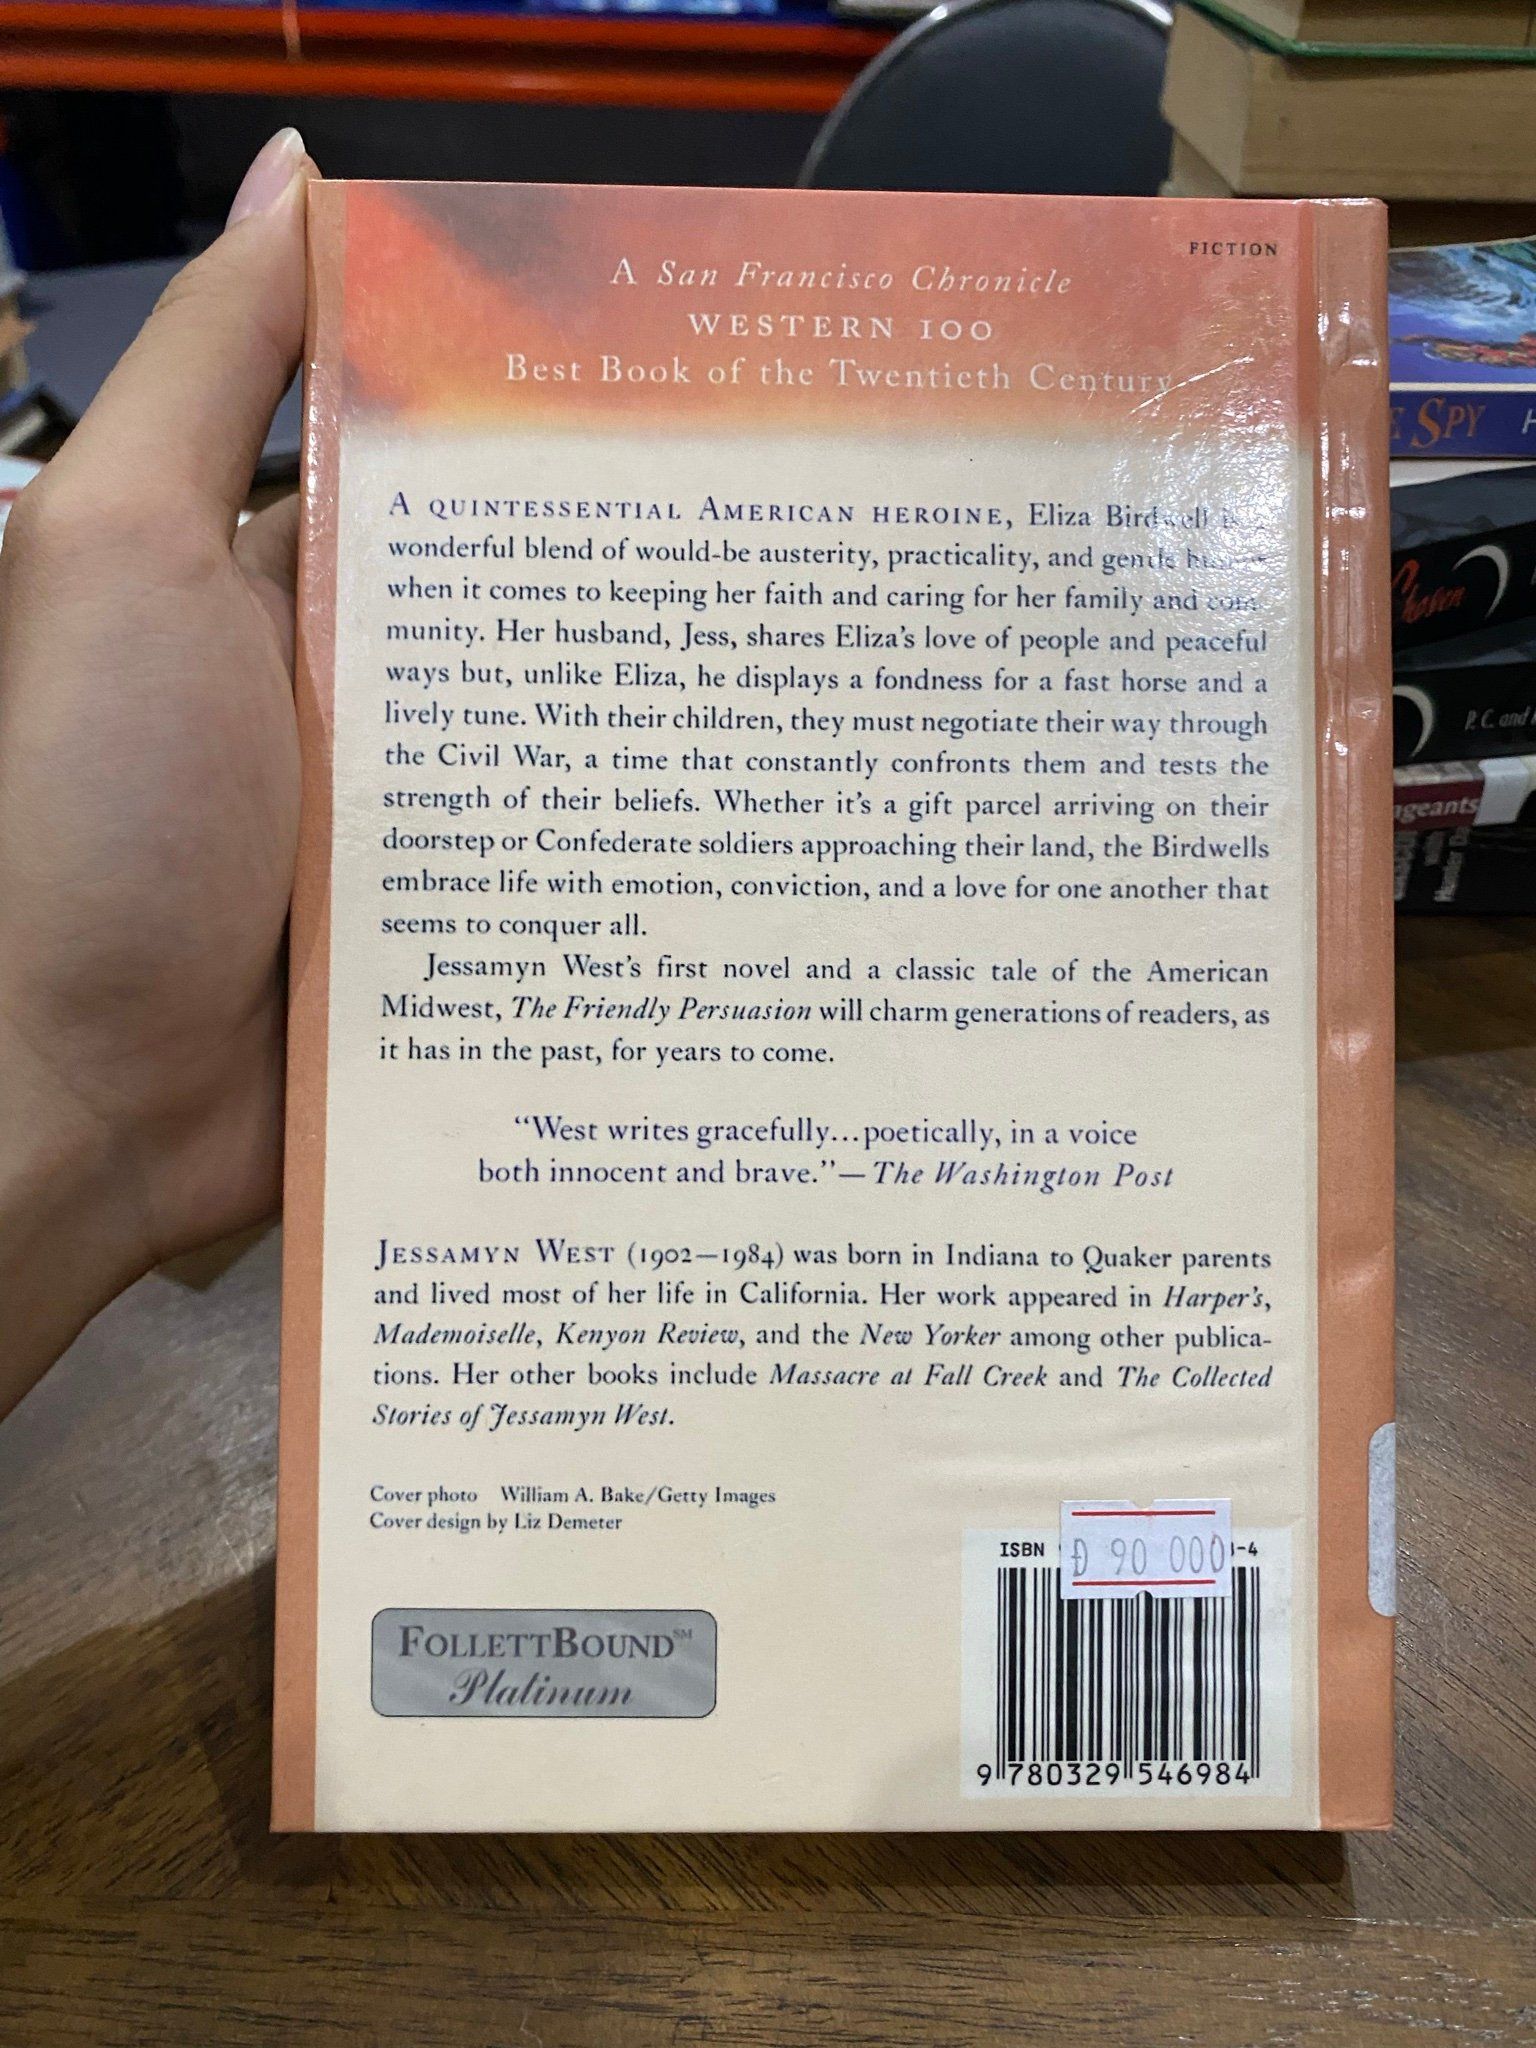 FICTION
A San Francisco Chronicle
WESTERN 100
Best Book of the Twentieth Century
A QUINTESSENTIAL AMERICAN HEROINE, Eliza Birdwell is a
wonderful blend of would-be austerity, practicality, and gentle humor
when it comes to keeping her faith and caring for her family and com-
munity. Her husband, Jess, shares Eliza's love of people and peaceful
ways but, unlike Eliza, he displays a fondness for a fast horse and a
lively tune. With their children, they must negotiate their way through
the Civil War, a time that constantly confronts them and tests the
strength of their beliefs. Whether it's a gift parcel arriving on their
doorstep or Confederate soldiers approaching their land, the Birdwells
embrace life with emotion, conviction, and a love for one another that
seems to conquer all.
Jessamyn West's first novel and a classic tale of the American
Midwest, The Friendly Persuasion will charm generations of readers, as
it has in the past, for years to come.
"West writes gracefully...poetically, in a voice
both innocent and brave."—The Washington Post
JESSAMYN WEST (1902–1984) was born in Indiana to Quaker parents
and lived most of her life in California. Her work appeared in Harper's,
Mademoiselle, Kenyon Review, and the New Yorker among other publica-
tions. Her other books include Massacre at Fall Creek and The Collected
Stories of Jessamyn West.
Cover photo William A. Bake/Getty Images
Cover design by Liz Demeter
FOLLETTBOUND℠
Platinum
ISBN
-4
Đ 90 000
9 780329 546984
SPY
Chosen
P. C. and